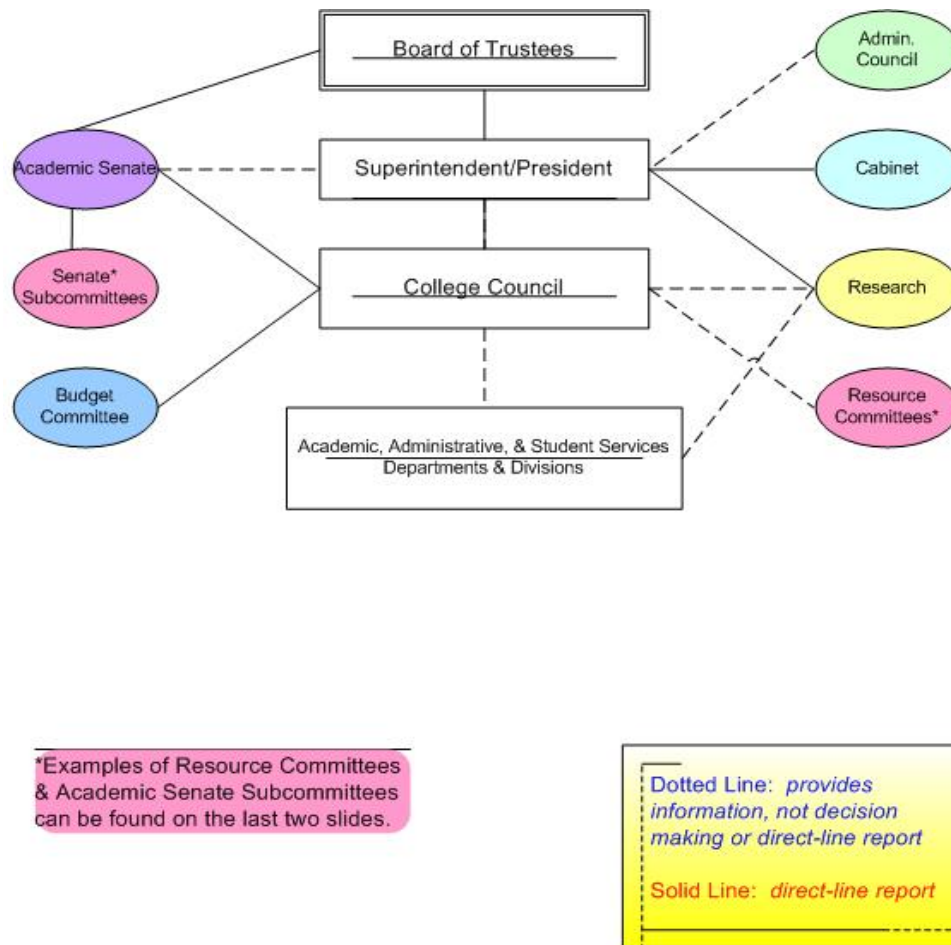 Board of Trustees
Admin.
Council
Academic Senate
Superintendent/President
Cabinet
Senate*
Subcommittees
College Council
Research
Budget
Committee
Resource
Committees*
Academic, Administrative, & Student Services
Departments & Divisions
*Examples of Resource Committees
& Academic Senate Subcommittees
can be found on the last two slides.
Dotted Line: provides
information, not decision
making or direct-line report
Solid Line: direct-line report